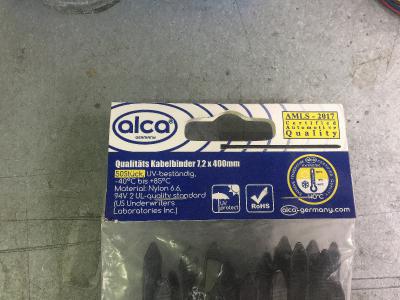 alca®
GERMANY
AMLS - 2017
Certified
Automotive
Quality
Qualitäts Kabelbinder 7,2 x 400mm
50Stück, UV-beständig,
-40°C bis +85°C
Material: Nylon 6.6,
94V 2 UL-quality standard
(US Underwriters
Laboratories Inc.)
UV
protect
RoHS
-40°C
alca-germany.com